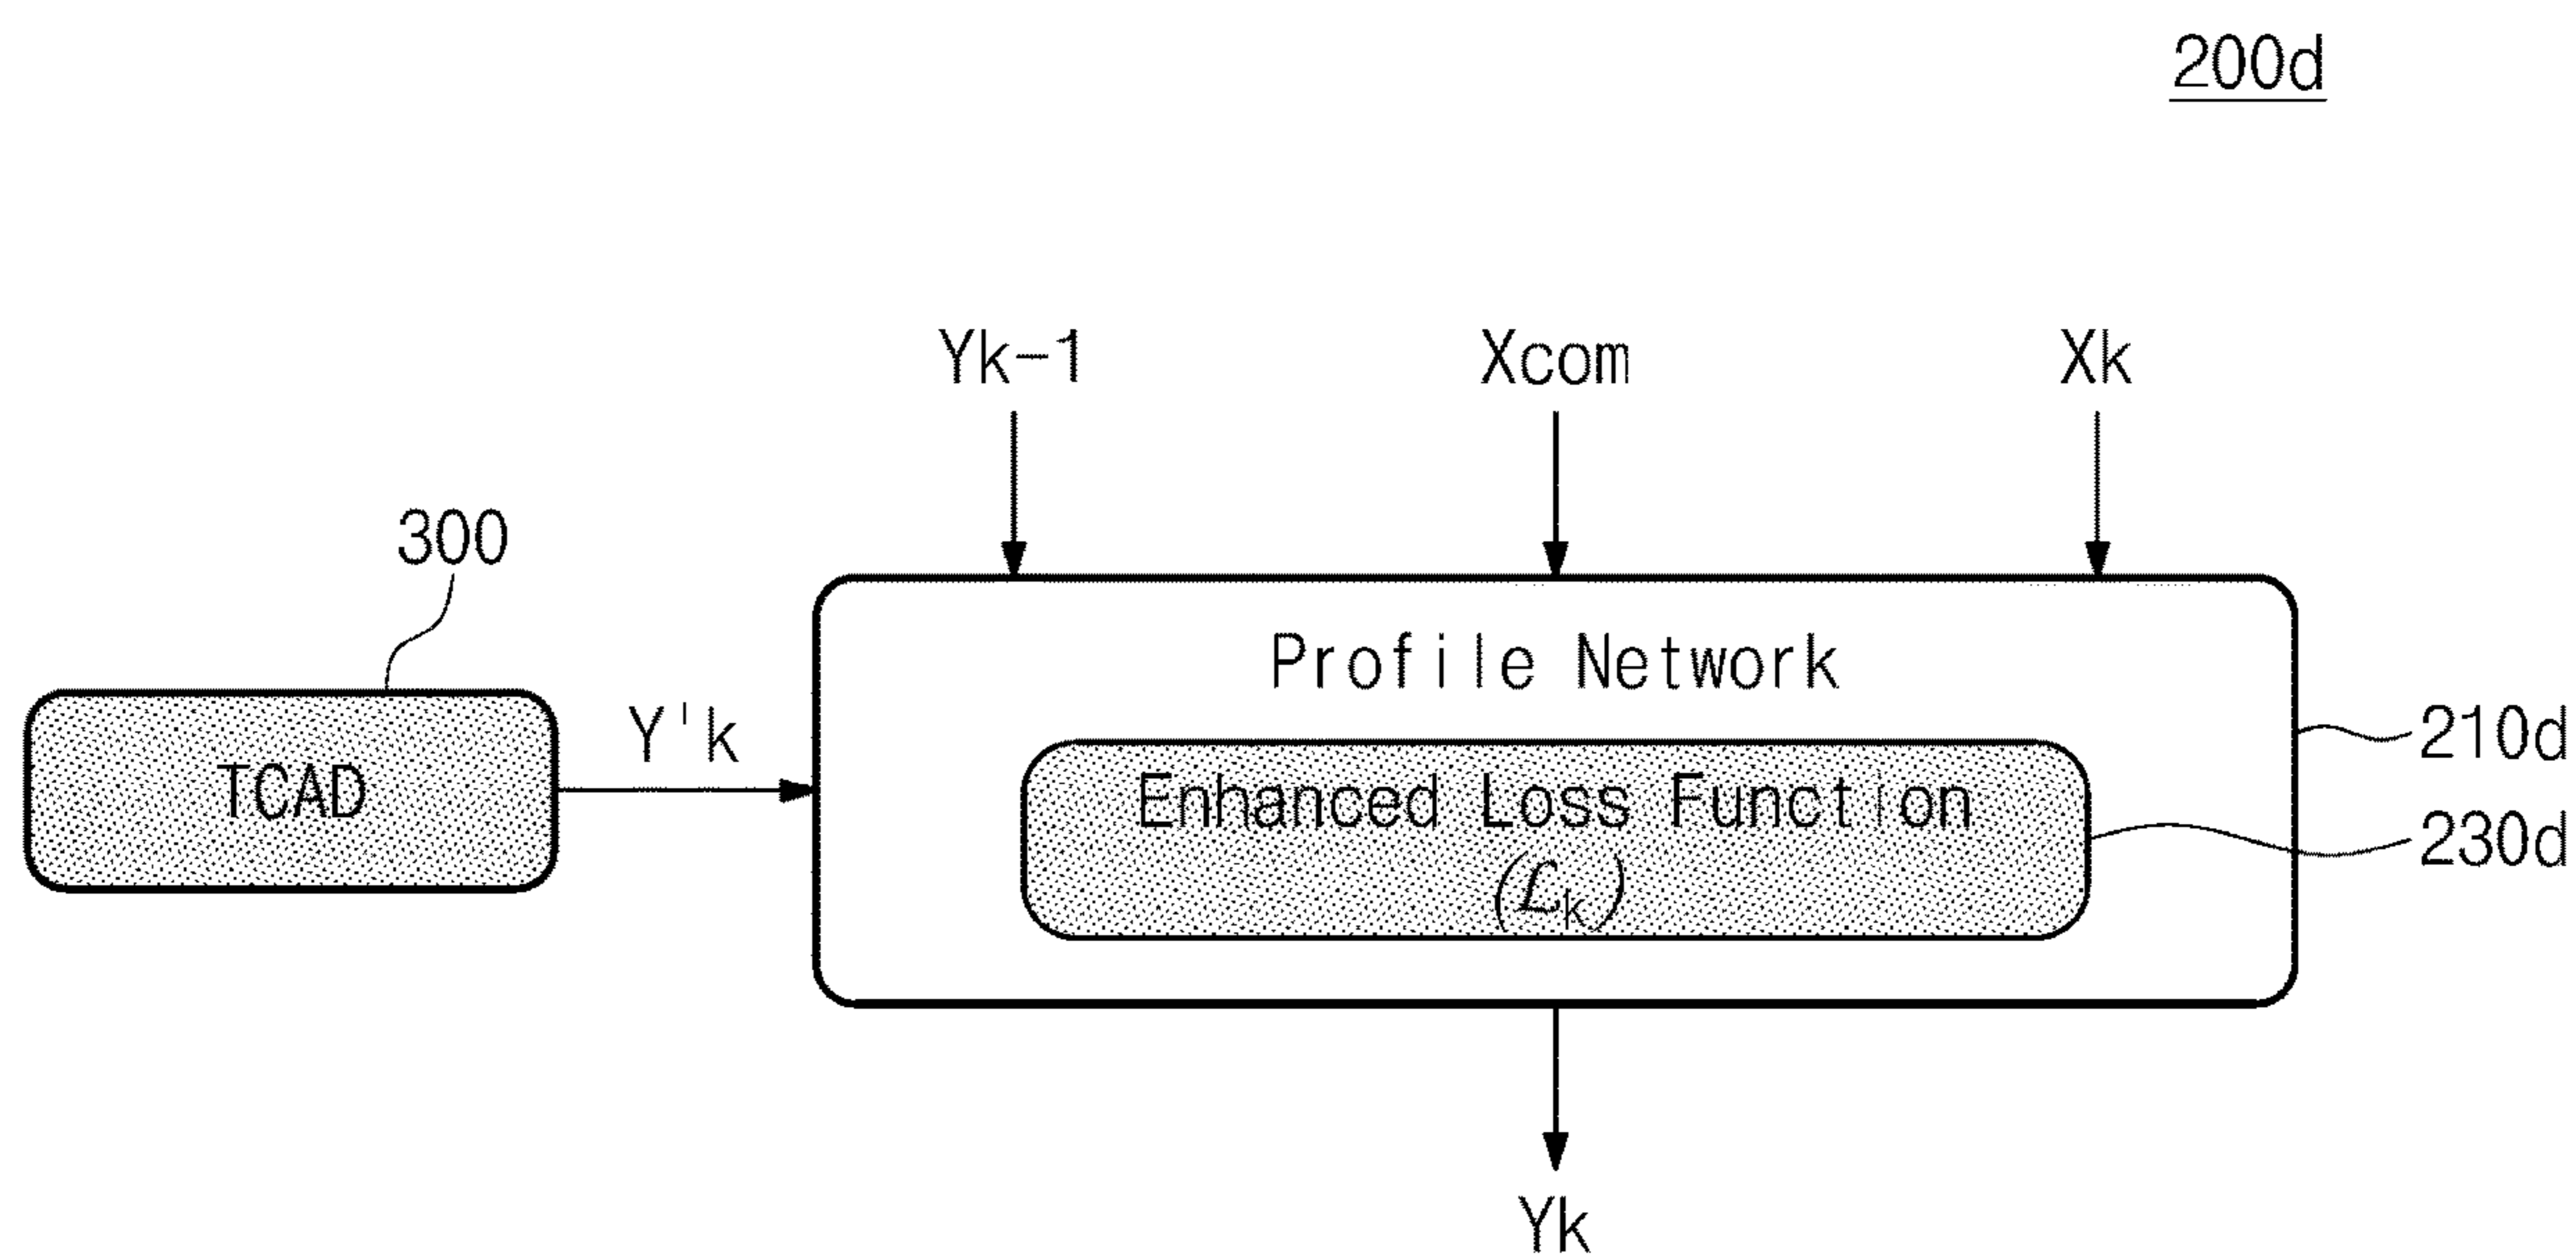 200d
Yk-1 Xcom Xk
300
Profile Network
TCAD
Y'k
210d
Enhanced Loss Function
(ℒk)
230d
Yk